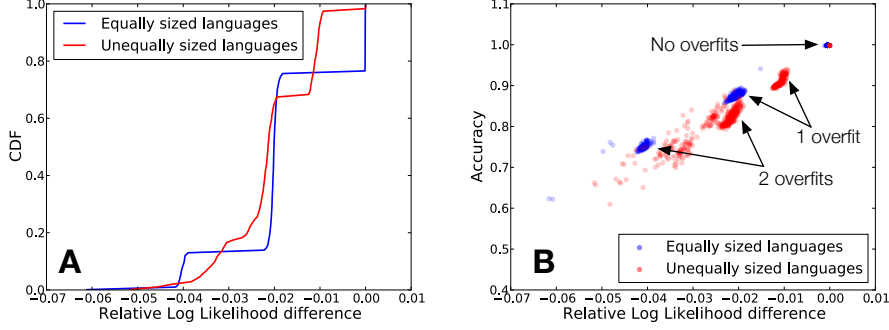 1.0
0.8
0.6
0.4
0.2
0.0
CDF
Equally sized languages
Unequally sized languages
A
−0.07 −0.06 −0.05 −0.04 −0.03 −0.02 −0.01 0.00
Relative Log Likelihood difference
1.1
1.0
0.9
0.8
0.7
0.6
0.5
0.4
Accuracy
No overfits
1 overfit
2 overfits
B
Equally sized languages
Unequally sized languages
−0.07 −0.06 −0.05 −0.04 −0.03 −0.02 −0.01 0.00 0.01
Relative Log Likelihood difference